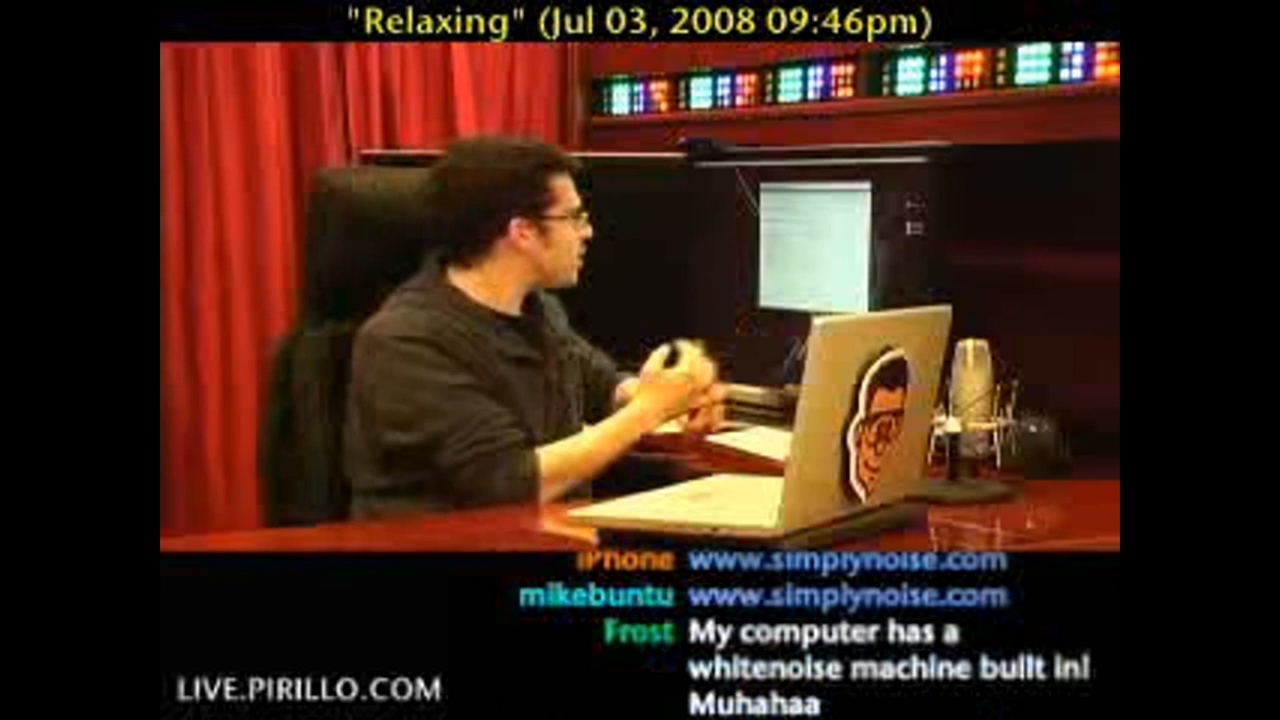 "Relaxing" (Jul 03, 2008 09:46pm)
iPhone www.simplynoise.com
mikebuntu www.simplynoise.com
Frost My computer has a
whitenoise machine built in!
Muhahaa
LIVE.PIRILLO.COM